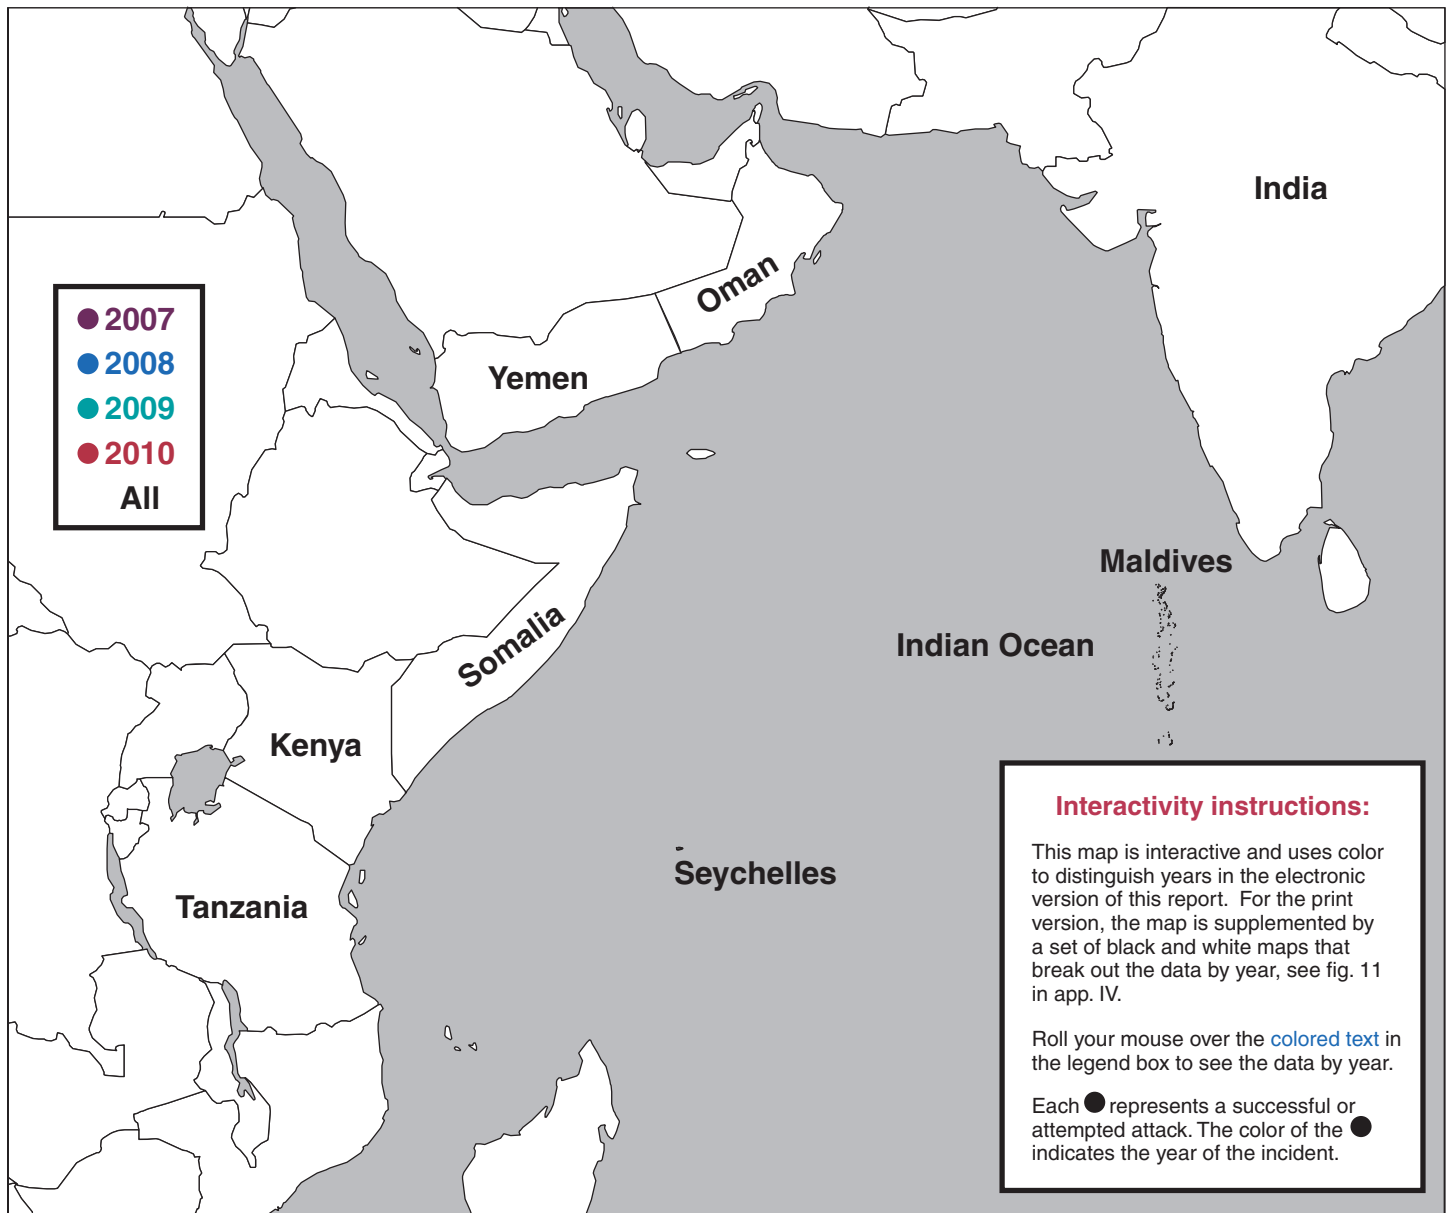 India
Oman
2007
2008
2009
2010
All
Yemen
Maldives
Somalia
Indian Ocean
Kenya
Seychelles
Tanzania
Interactivity instructions:
This map is interactive and uses color
to distinguish years in the electronic
version of this report. For the print
version, the map is supplemented by
a set of black and white maps that
break out the data by year, see fig. 11
in app. IV.
Roll your mouse over the colored text in
the legend box to see the data by year.
Each ● represents a successful or
attempted attack. The color of the ●
indicates the year of the incident.